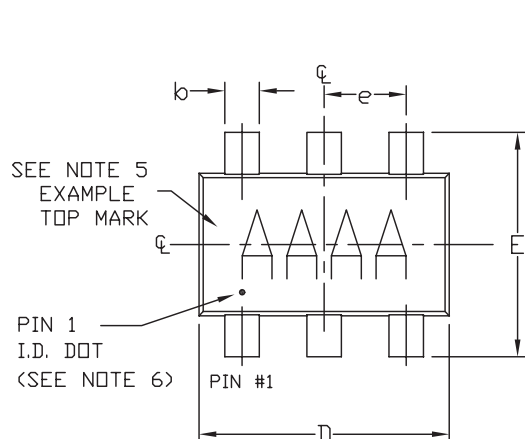 ℄
b
e
SEE NOTE 5
EXAMPLE
TOP MARK
AAAA
℄
E
PIN 1
I.D. DOT
(SEE NOTE 6)
PIN #1
D